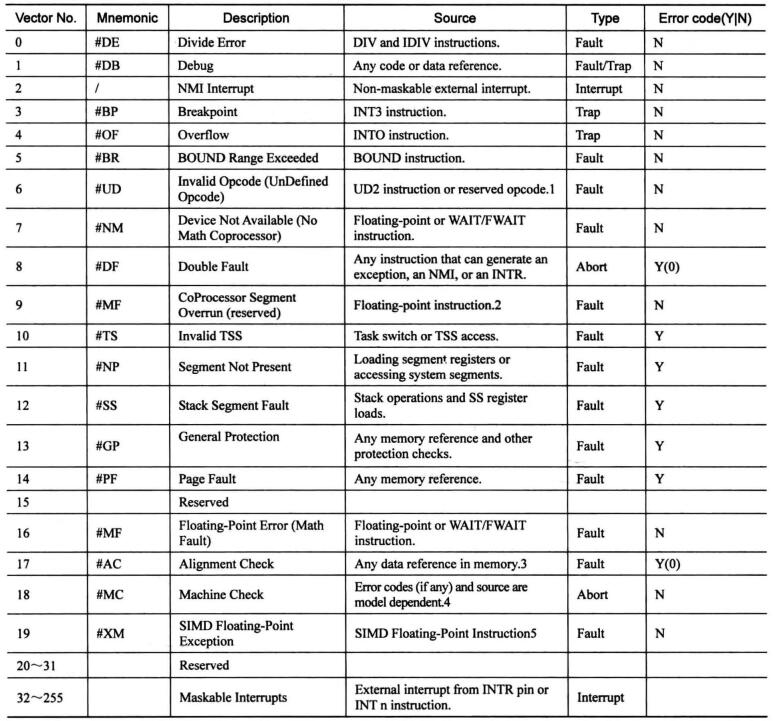 Vector No. Mnemonic Description Source Type Error code(Y|N)
0 #DE Divide Error DIV and IDIV instructions. Fault N
1 #DB Debug Any code or data reference. Fault/Trap N
2 / NMI Interrupt Non-maskable external interrupt. Interrupt N
3 #BP Breakpoint INT3 instruction. Trap N
4 #OF Overflow INTO instruction. Trap N
5 #BR BOUND Range Exceeded BOUND instruction. Fault N
6 #UD Invalid Opcode (UnDefined
Opcode) UD2 instruction or reserved opcode.1 Fault N
7 #NM Device Not Available (No
Math Coprocessor) Floating-point or WAIT/FWAIT
instruction. Fault N
8 #DF Double Fault Any instruction that can generate an
exception, an NMI, or an INTR. Abort Y(0)
9 #MF CoProcessor Segment
Overrun (reserved) Floating-point instruction.2 Fault N
10 #TS Invalid TSS Task switch or TSS access. Fault Y
11 #NP Segment Not Present Loading segment registers or
accessing system segments. Fault Y
12 #SS Stack Segment Fault Stack operations and SS register
loads. Fault Y
13 #GP General Protection Any memory reference and other
protection checks. Fault Y
14 #PF Page Fault Any memory reference. Fault Y
15 Reserved
16 #MF Floating-Point Error (Math
Fault) Floating-point or WAIT/FWAIT
instruction. Fault N
17 #AC Alignment Check Any data reference in memory.3 Fault Y(0)
18 #MC Machine Check Error codes (if any) and source are
model dependent.4 Abort N
19 #XM SIMD Floating-Point
Exception SIMD Floating-Point Instruction5 Fault N
20～31 Reserved
32～255 Maskable Interrupts External interrupt from INTR pin or
INT n instruction. Interrupt